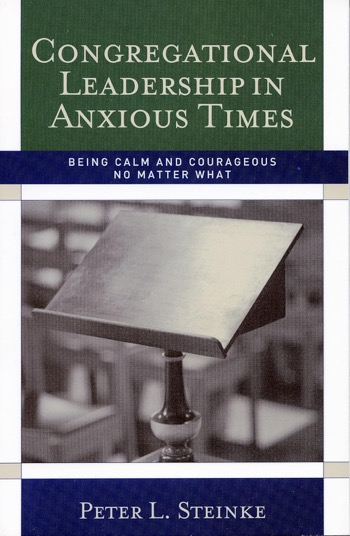 CONGREGATIONAL
LEADERSHIP IN
ANXIOUS TIMES
BEING CALM AND COURAGEOUS
NO MATTER WHAT
PETER L. STEINKE